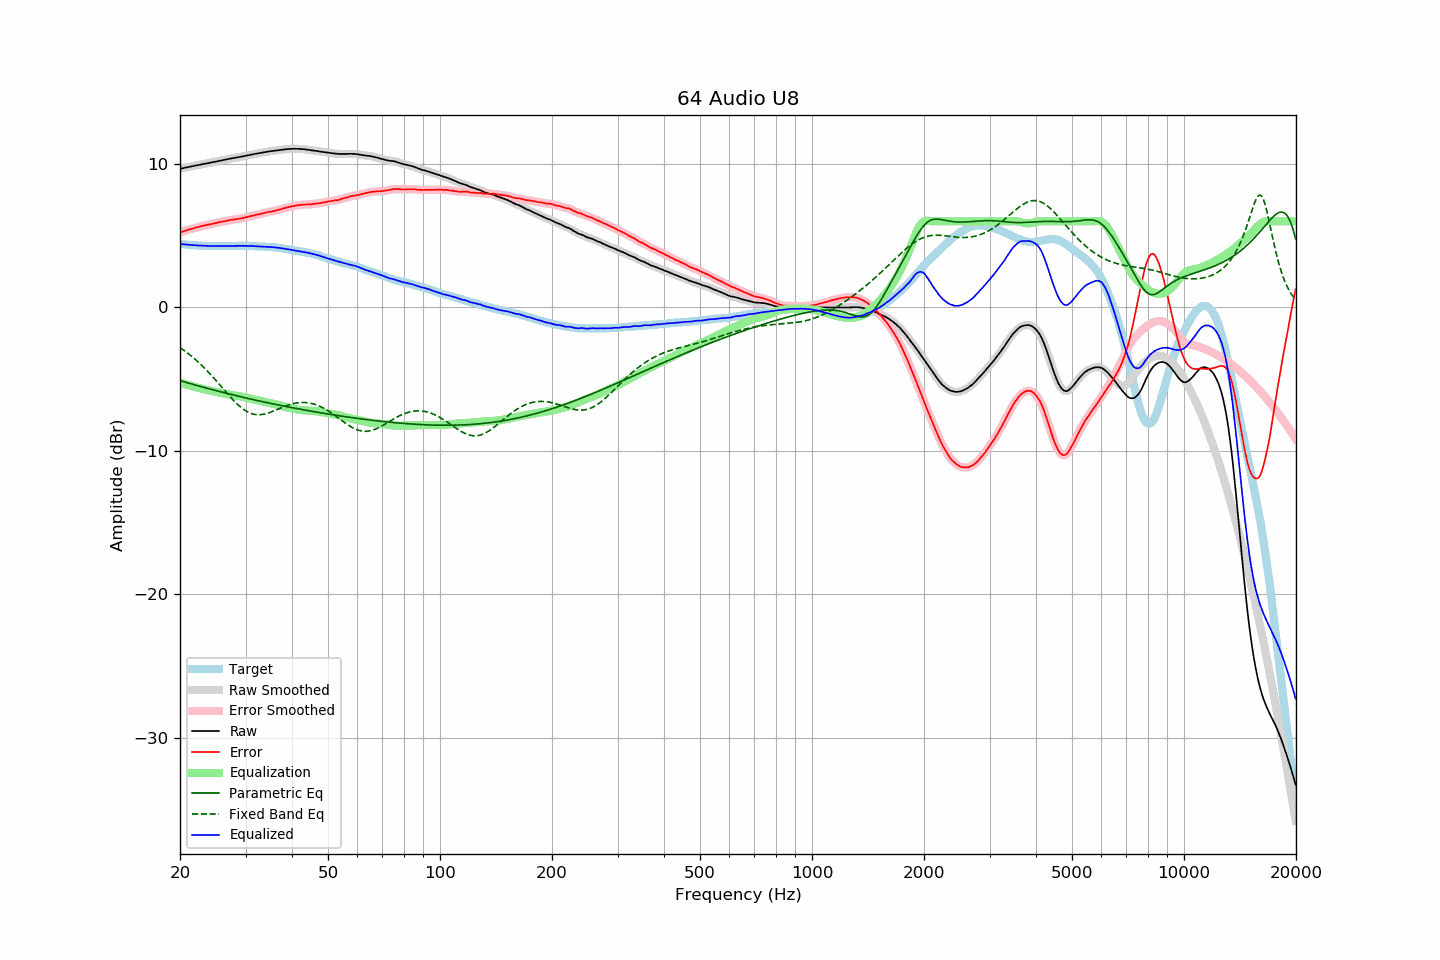 64 Audio U8
Amplitude (dBr)
10
0
−10
−20
−30
Target
Raw Smoothed
Error Smoothed
Raw
Error
Equalization
Parametric Eq
Fixed Band Eq
Equalized
20 50 100 200 500 1000 2000 5000 10000 20000
Frequency (Hz)